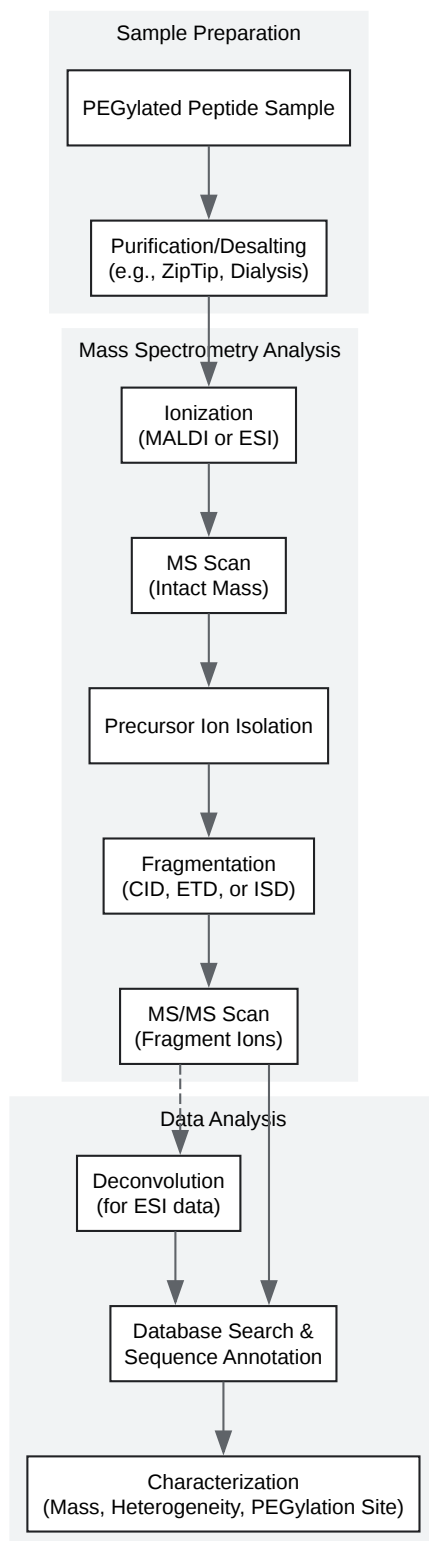 Sample Preparation
PEGylated Peptide Sample
Purification/Desalting
(e.g., ZipTip, Dialysis)
Mass Spectrometry Analysis
Ionization
(MALDI or ESI)
MS Scan
(Intact Mass)
Precursor Ion Isolation
Fragmentation
(CID, ETD, or ISD)
MS/MS Scan
(Fragment Ions)
Data Analysis
Deconvolution
(for ESI data)
Database Search &
Sequence Annotation
Characterization
(Mass, Heterogeneity, PEGylation Site)